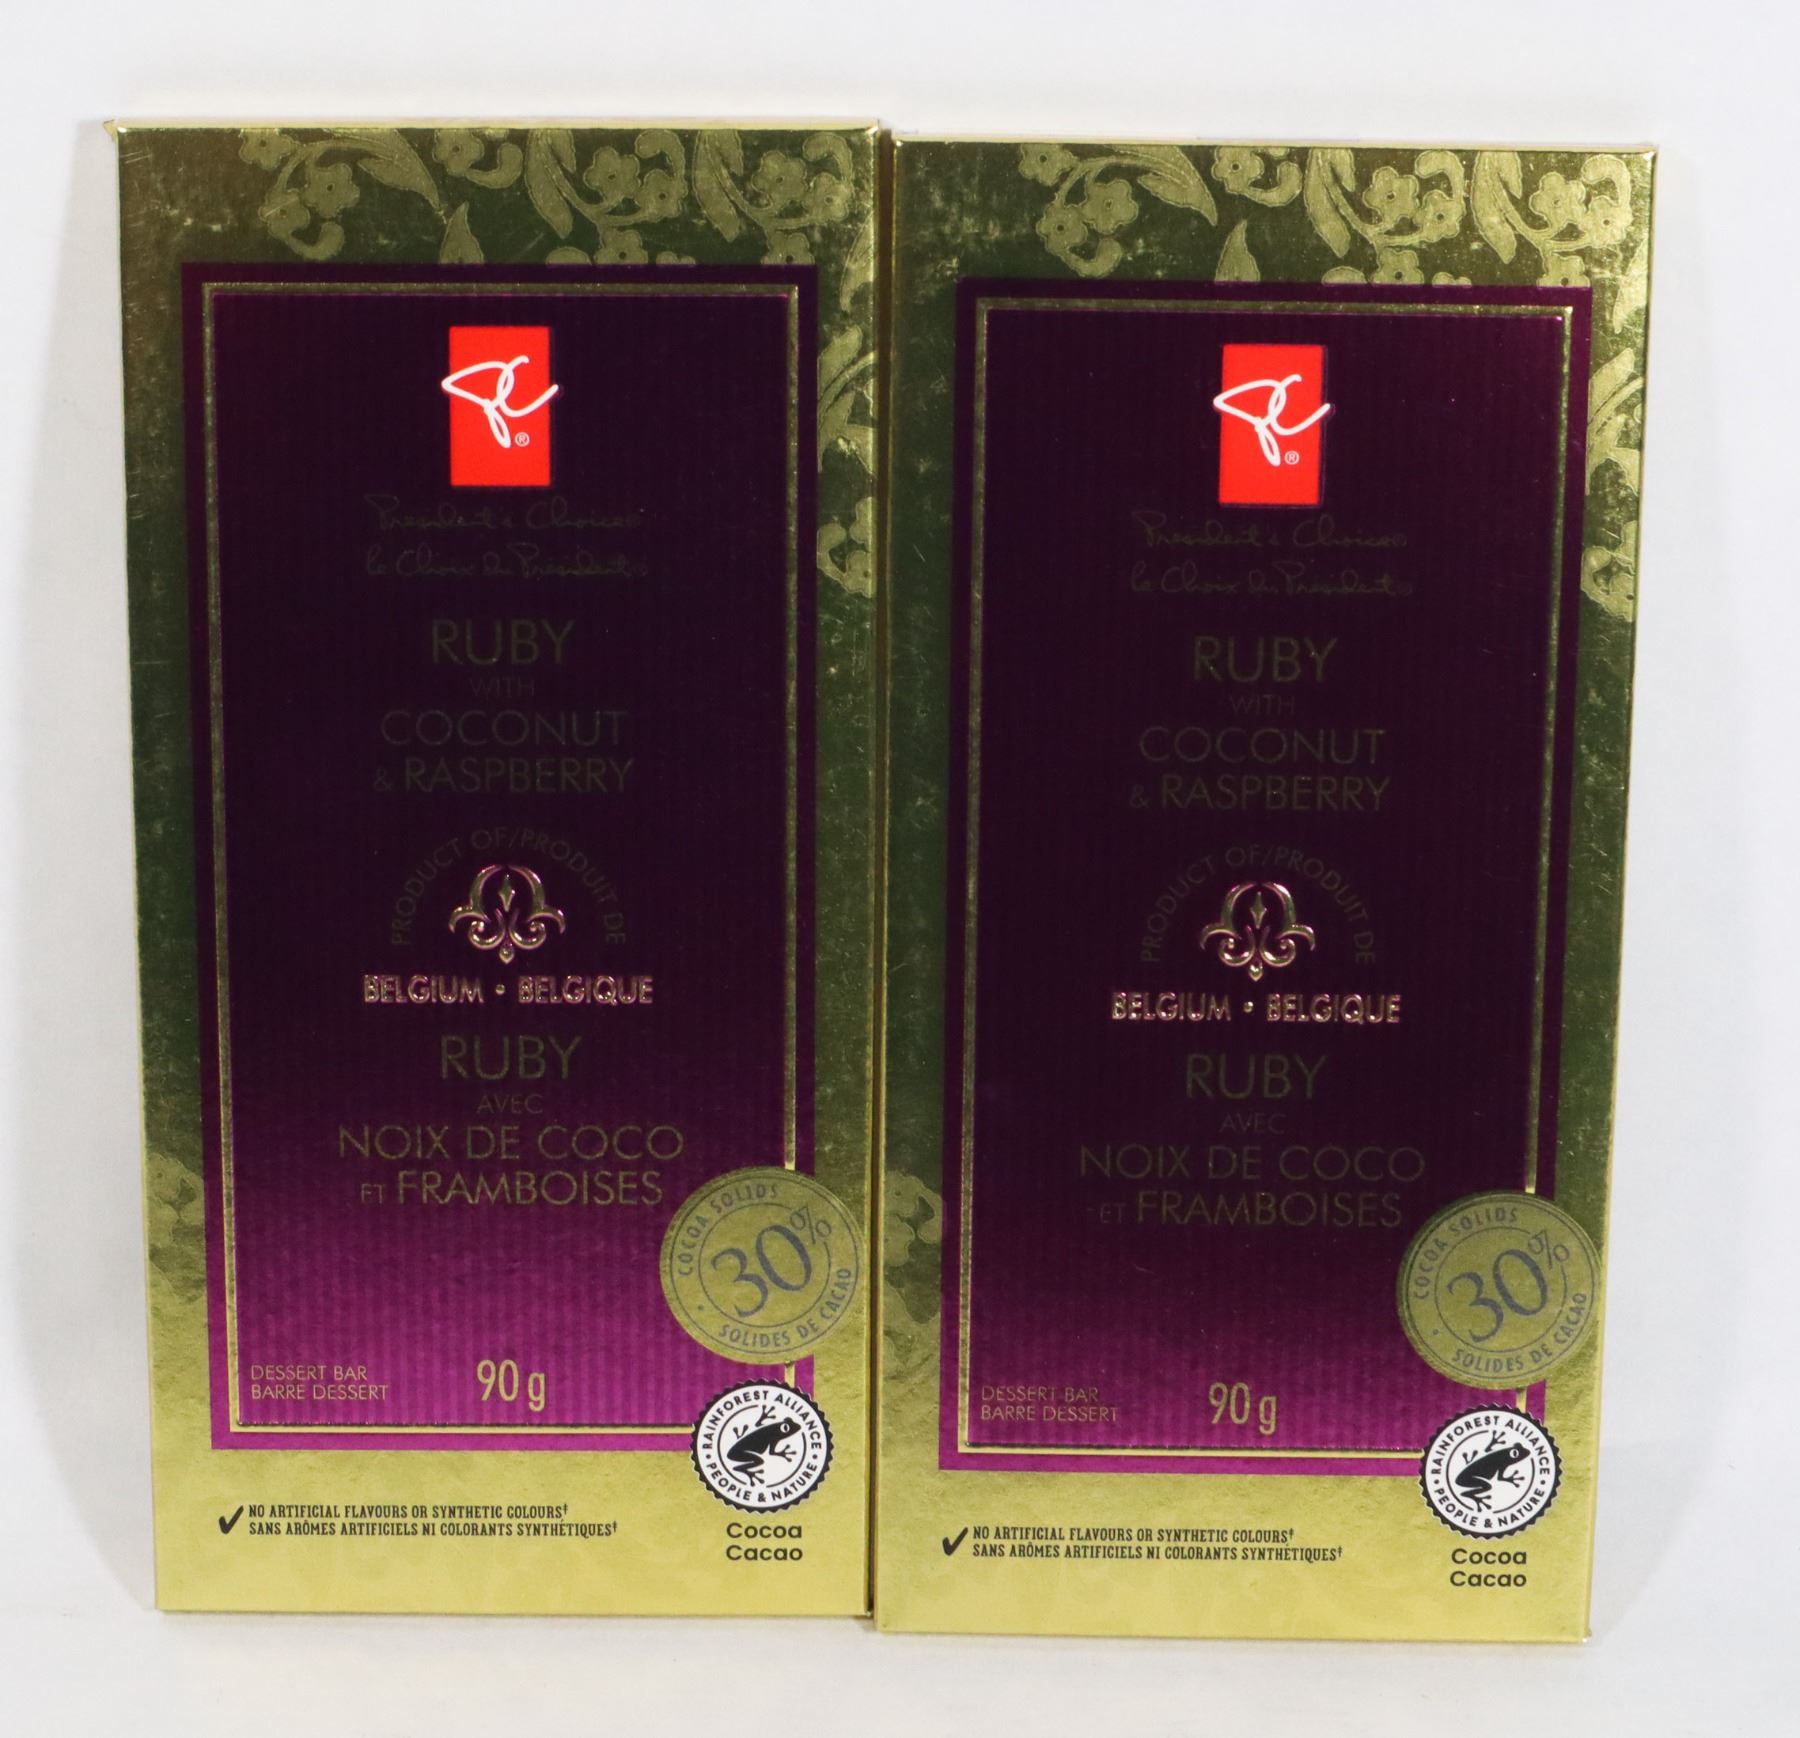 PC®
President's Choice®
le Choix du Président®
RUBY
WITH
COCONUT
& RASPBERRY
PRODUCT OF/PRODUIT DE
BELGIUM • BELGIQUE
RUBY
AVEC
NOIX DE COCO
ET FRAMBOISES
COCOA SOLIDS
30%
SOLIDES DE CACAO
DESSERT BAR
BARRE DESSERT
90 g
RAINFOREST ALLIANCE
PEOPLE & NATURE
Cocoa
Cacao
✓ NO ARTIFICIAL FLAVOURS OR SYNTHETIC COLOURS‡
SANS ARÔMES ARTIFICIELS NI COLORANTS SYNTHÉTIQUES‡
PC®
President's Choice®
le Choix du Président®
RUBY
WITH
COCONUT
& RASPBERRY
PRODUCT OF/PRODUIT DE
BELGIUM • BELGIQUE
RUBY
AVEC
NOIX DE COCO
ET FRAMBOISES
COCOA SOLIDS
30%
SOLIDES DE CACAO
DESSERT BAR
BARRE DESSERT
90 g
RAINFOREST ALLIANCE
PEOPLE & NATURE
Cocoa
Cacao
✓ NO ARTIFICIAL FLAVOURS OR SYNTHETIC COLOURS‡
SANS ARÔMES ARTIFICIELS NI COLORANTS SYNTHÉTIQUES‡